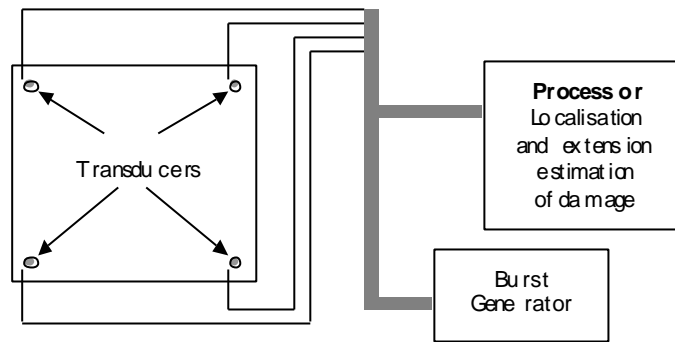 Transducers
Processor
Localisation
and extension
estimation
of damage
Burst
Generator